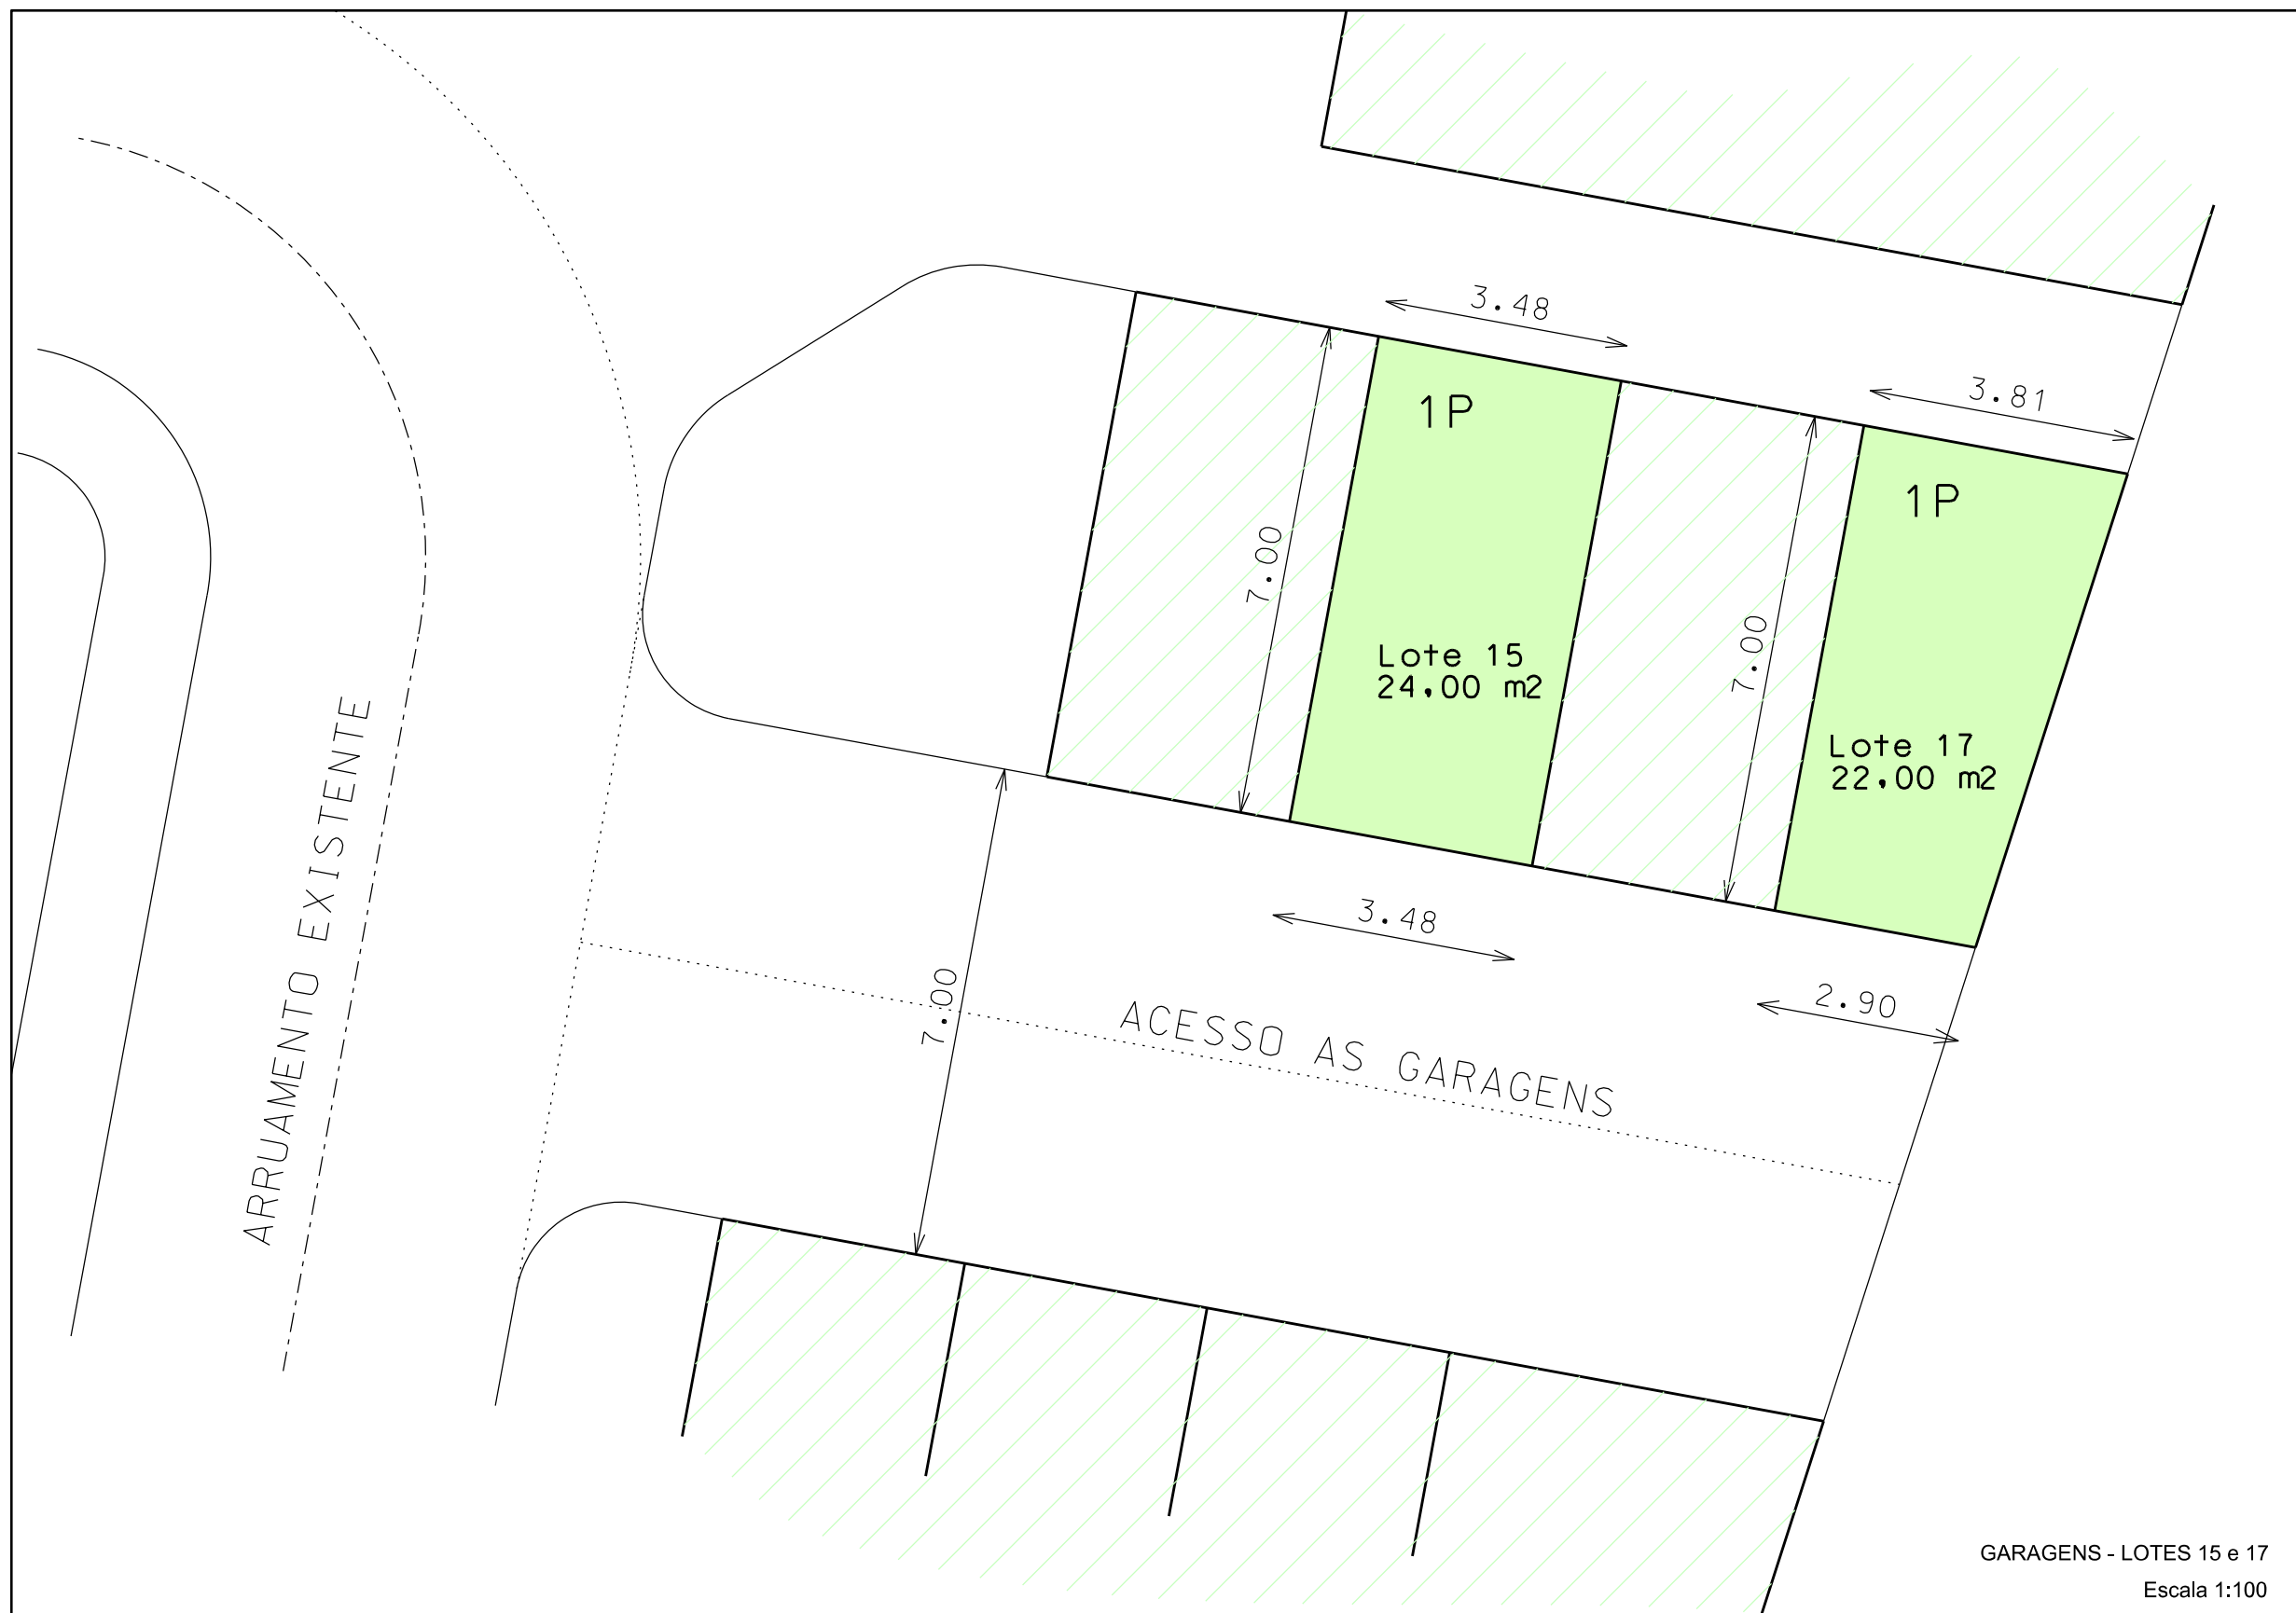 3.48
3.81
1P
1P
7.00
7.00
Lote 15
24.00 m2
Lote 17
22.00 m2
ARRUAMENTO EXISTENTE
3.48
7.00
2.90
ACESSO AS GARAGENS
GARAGENS - LOTES 15 e 17
Escala 1:100